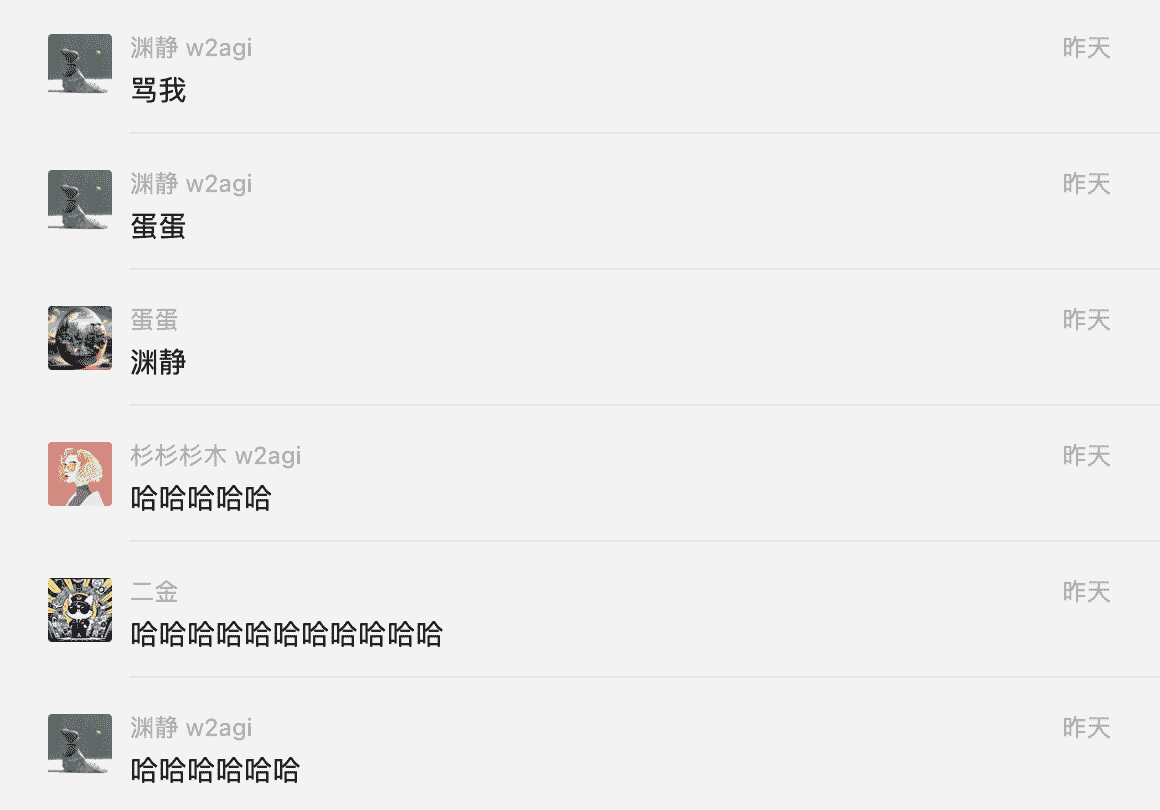 渊静 w2agi 昨天
骂我
渊静 w2agi 昨天
蛋蛋
蛋蛋 昨天
渊静
杉杉杉木 w2agi 昨天
哈哈哈哈哈
二金 昨天
哈哈哈哈哈哈哈哈哈哈哈
渊静 w2agi 昨天
哈哈哈哈哈哈